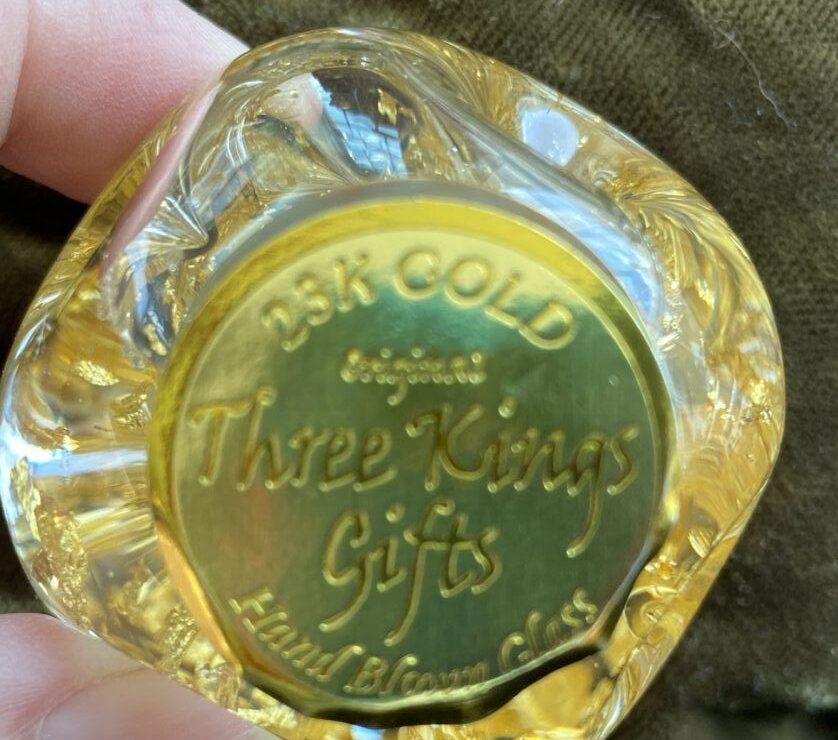 23K GOLD
Original
Three Kings
Gifts
Hand Blown Glass